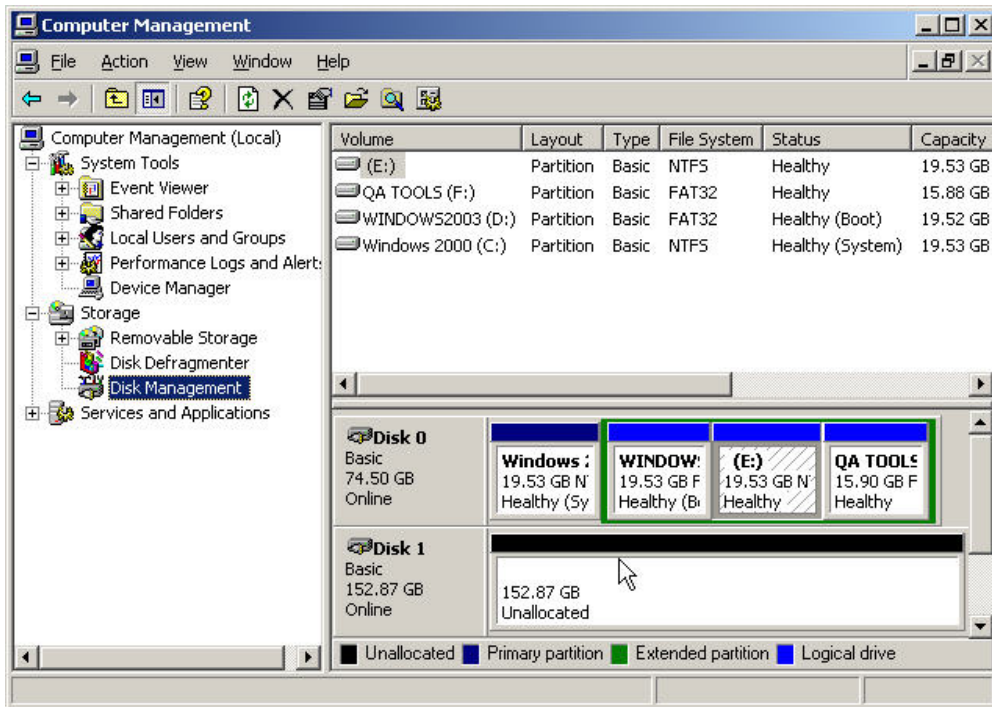 Computer Management
File Action View Window Help
Computer Management (Local)
System Tools
Event Viewer
Shared Folders
Local Users and Groups
Performance Logs and Alert
Device Manager
Storage
Removable Storage
Disk Defragmenter
Disk Management
Services and Applications
Volume Layout Type File System Status Capacity
(E:) Partition Basic NTFS Healthy 19.53 GB
QA TOOLS (F:) Partition Basic FAT32 Healthy 15.88 GB
WINDOWS2003 (D:) Partition Basic FAT32 Healthy (Boot) 19.52 GB
Windows 2000 (C:) Partition Basic NTFS Healthy (System) 19.53 GB
Disk 0
Basic
74.50 GB
Online
Windows
19.53 GB N
Healthy (Sy
WINDOW
19.53 GB F
Healthy (B
(E:)
19.53 GB N
Healthy
QA TOOLS
15.90 GB F
Healthy
Disk 1
Basic
152.87 GB
Online
152.87 GB
Unallocated
Unallocated Primary partition Extended partition Logical drive